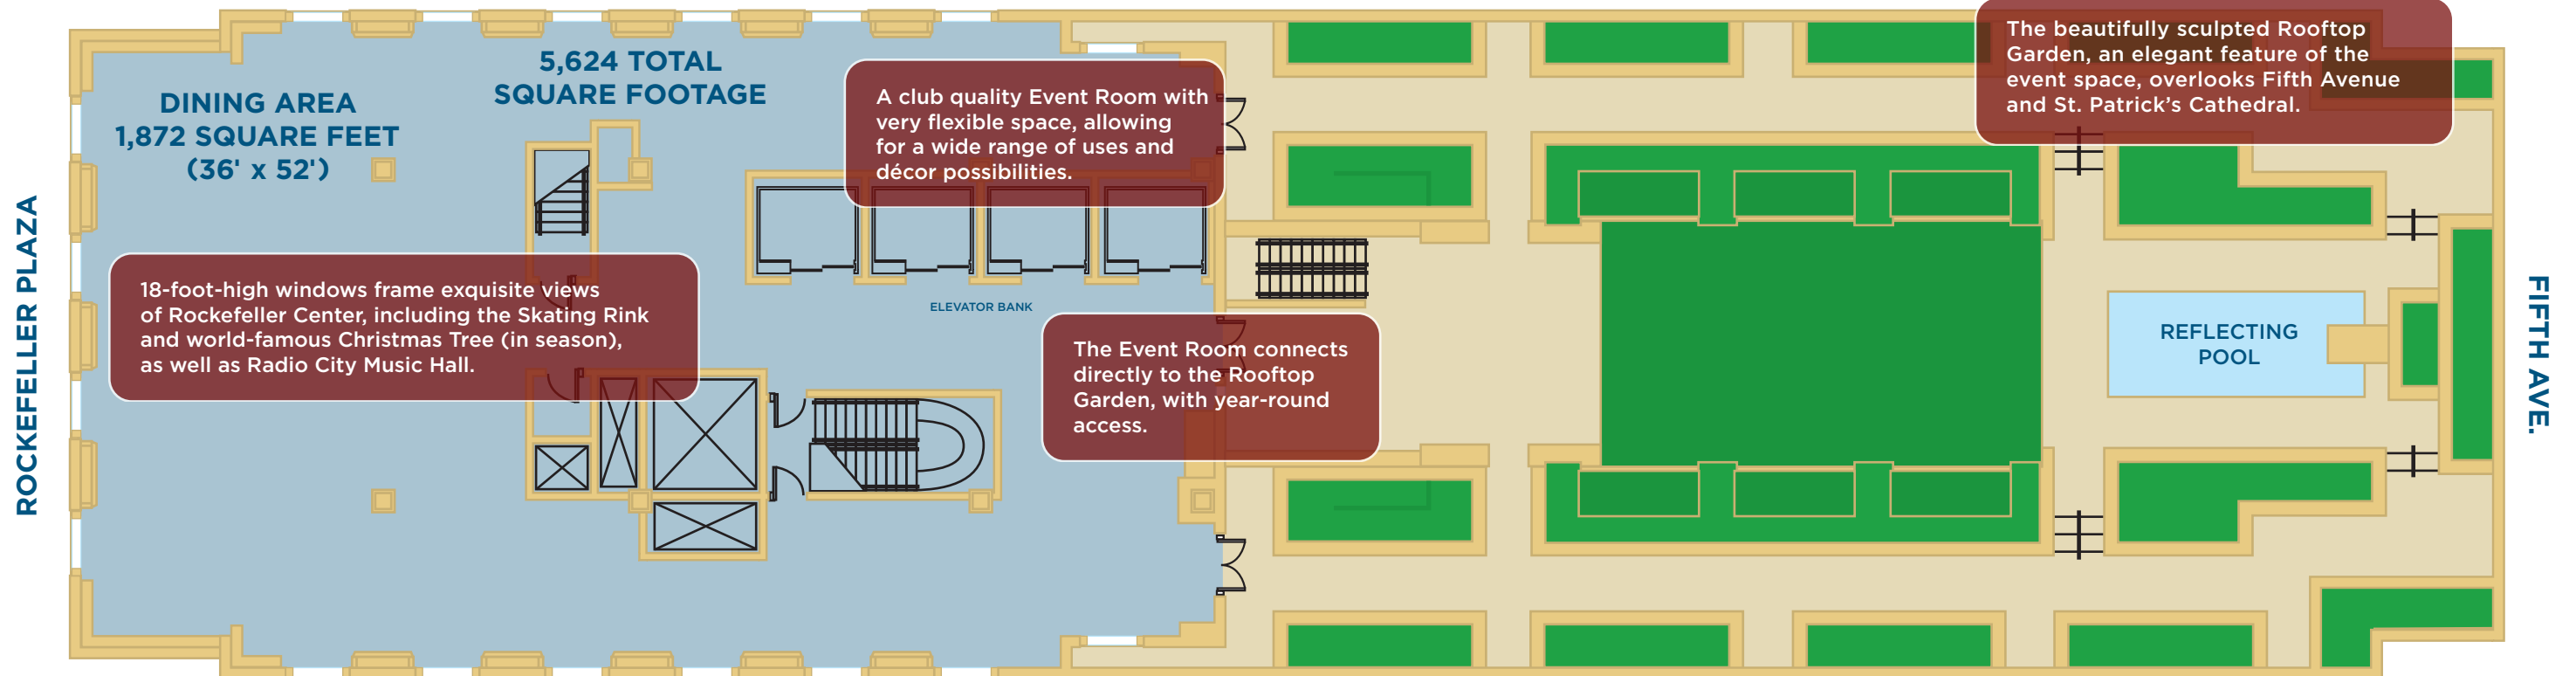 ROCKEFELLER PLAZA
DINING AREA
1,872 SQUARE FEET
(36' x 52')
5,624 TOTAL
SQUARE FOOTAGE
A club quality Event Room with
very flexible space, allowing
for a wide range of uses and
décor possibilities.
The beautifully sculpted Rooftop
Garden, an elegant feature of the
event space, overlooks Fifth Avenue
and St. Patrick’s Cathedral.
18-foot-high windows frame exquisite views
of Rockefeller Center, including the Skating Rink
and world-famous Christmas Tree (in season),
as well as Radio City Music Hall.
ELEVATOR BANK
The Event Room connects
directly to the Rooftop
Garden, with year-round
access.
REFLECTING
POOL
FIFTH AVE.